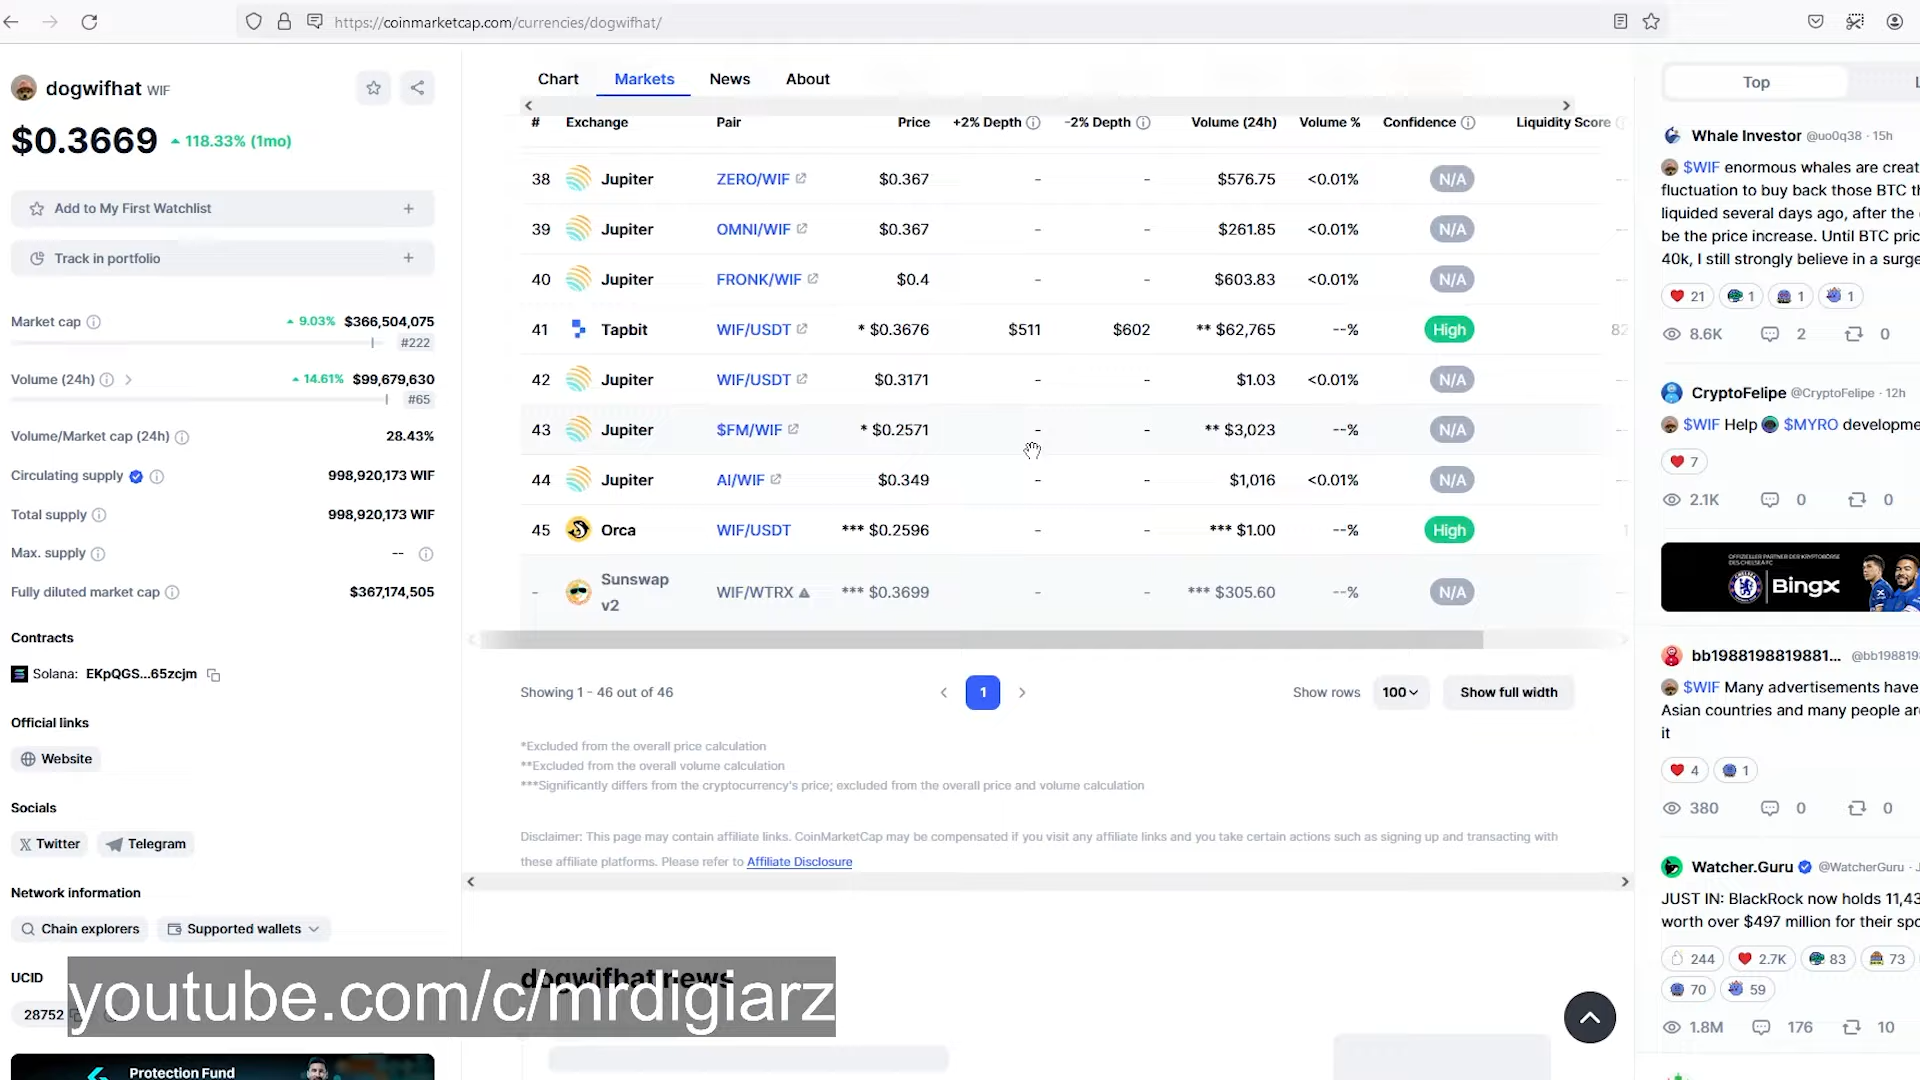 https://coinmarketcap.com/currencies/dogwifhat/
dogwifhat WIF
$0.3669 118.33% (1mo)
Add to My First Watchlist +
Track in portfolio +
Market cap 9.03% $366,504,075
#222
Volume (24h) 14.61% $99,679,630
#65
Volume/Market cap (24h) 28.43%
Circulating supply 998,920,173 WIF
Total supply 998,920,173 WIF
Max. supply --
Fully diluted market cap $367,174,505
Contracts
Solana: EKpQGS...65zcjm
Official links
Website
Socials
Twitter Telegram
Network information
Chain explorers Supported wallets
UCID
28752
Protection Fund
Chart Markets News About
# Exchange Pair Price +2% Depth -2% Depth Volume (24h) Volume % Confidence Liquidity Score
38 Jupiter ZERO/WIF $0.367 - - $576.75 <0.01% N/A --
39 Jupiter OMNI/WIF $0.367 - - $261.85 <0.01% N/A --
40 Jupiter FRONK/WIF $0.4 - - $603.83 <0.01% N/A --
41 Tapbit WIF/USDT * $0.3676 $511 $602 ** $62,765 --% High 82
42 Jupiter WIF/USDT $0.3171 - - $1.03 <0.01% N/A --
43 Jupiter $FM/WIF * $0.2571 - - ** $3,023 --% N/A --
44 Jupiter AI/WIF $0.349 - - $1,016 <0.01% N/A --
45 Orca WIF/USDT *** $0.2596 - - *** $1.00 --% High 1
- Sunswap v2 WIF/WTRX *** $0.3699 - - *** $305.60 --% N/A --
Showing 1 - 46 out of 46 1 Show rows 100 Show full width
*Excluded from the overall price calculation
**Excluded from the overall volume calculation
***Significantly differs from the cryptocurrency's price; excluded from the overall price and volume calculation
Disclaimer: This page may contain affiliate links. CoinMarketCap may be compensated if you visit any affiliate links and you take certain actions such as signing up and transacting with
these affiliate platforms. Please refer to Affiliate Disclosure
dogwifhat news
youtube.com/c/mrdigiarz
Top L
Whale Investor @uo0q38 · 15h
$WIF enormous whales are creat
fluctuation to buy back those BTC th
liquided several days ago, after the
be the price increase. Until BTC pric
40k, I still strongly believe in a surge
21 1 1 1
8.6K 2 0
CryptoFelipe @CryptoFelipe · 12h
$WIF Help $MYRO developme
7
2.1K 0 0
OFFIZIELLER PARTNER DER KRYPTOBÖRSE
DES CHELSEA FC
BingX
bb1988198819881... @bb198819
$WIF Many advertisements have
Asian countries and many people are
it
4 1
380 0 0
Watcher.Guru @WatcherGuru · J
JUST IN: BlackRock now holds 11,43
worth over $497 million for their spo
244 2.7K 83 73
70 59
1.8M 176 10